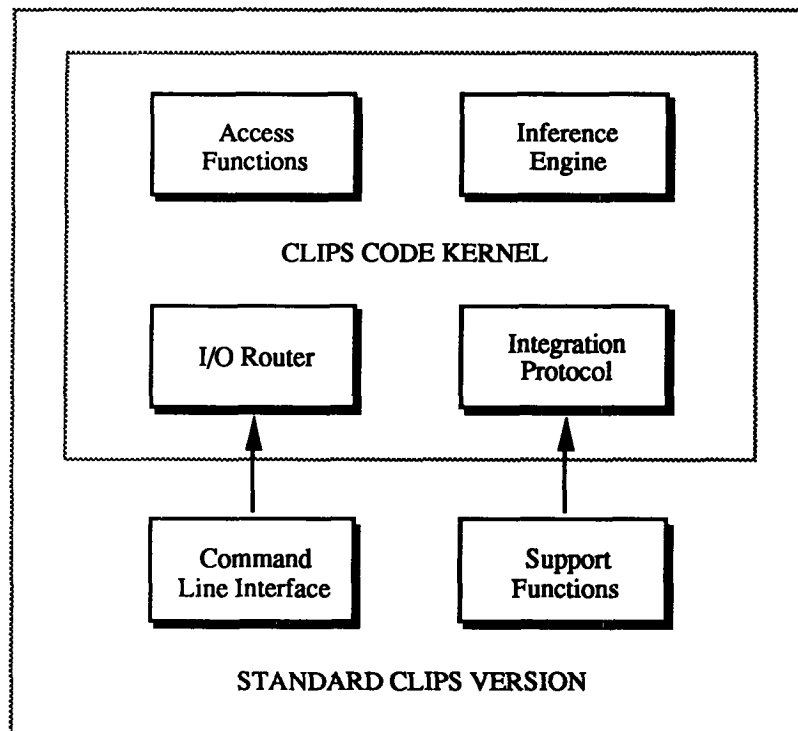 Access
Functions
Inference
Engine
CLIPS CODE KERNEL
I/O Router
Integration
Protocol
Command
Line Interface
Support
Functions
STANDARD CLIPS VERSION